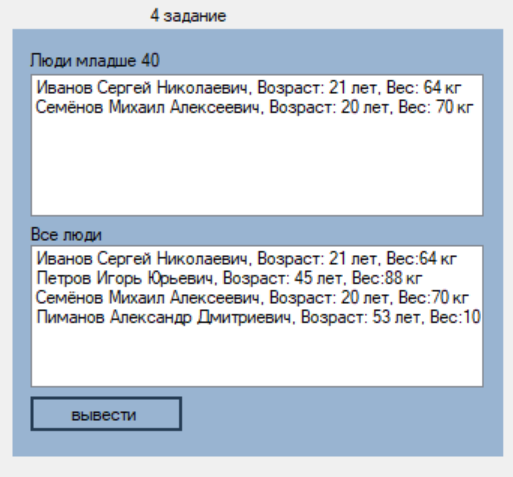 4 задание
Люди младше 40
Иванов Сергей Николаевич, Возраст: 21 лет, Вес: 64 кг
Семёнов Михаил Алексеевич, Возраст: 20 лет, Вес: 70 кг
Все люди
Иванов Сергей Николаевич, Возраст: 21 лет, Вес:64 кг
Петров Игорь Юрьевич, Возраст: 45 лет, Вес:88 кг
Семёнов Михаил Алексеевич, Возраст: 20 лет, Вес:70 кг
Пиманов Александр Дмитриевич, Возраст: 53 лет, Вес:10
вывести